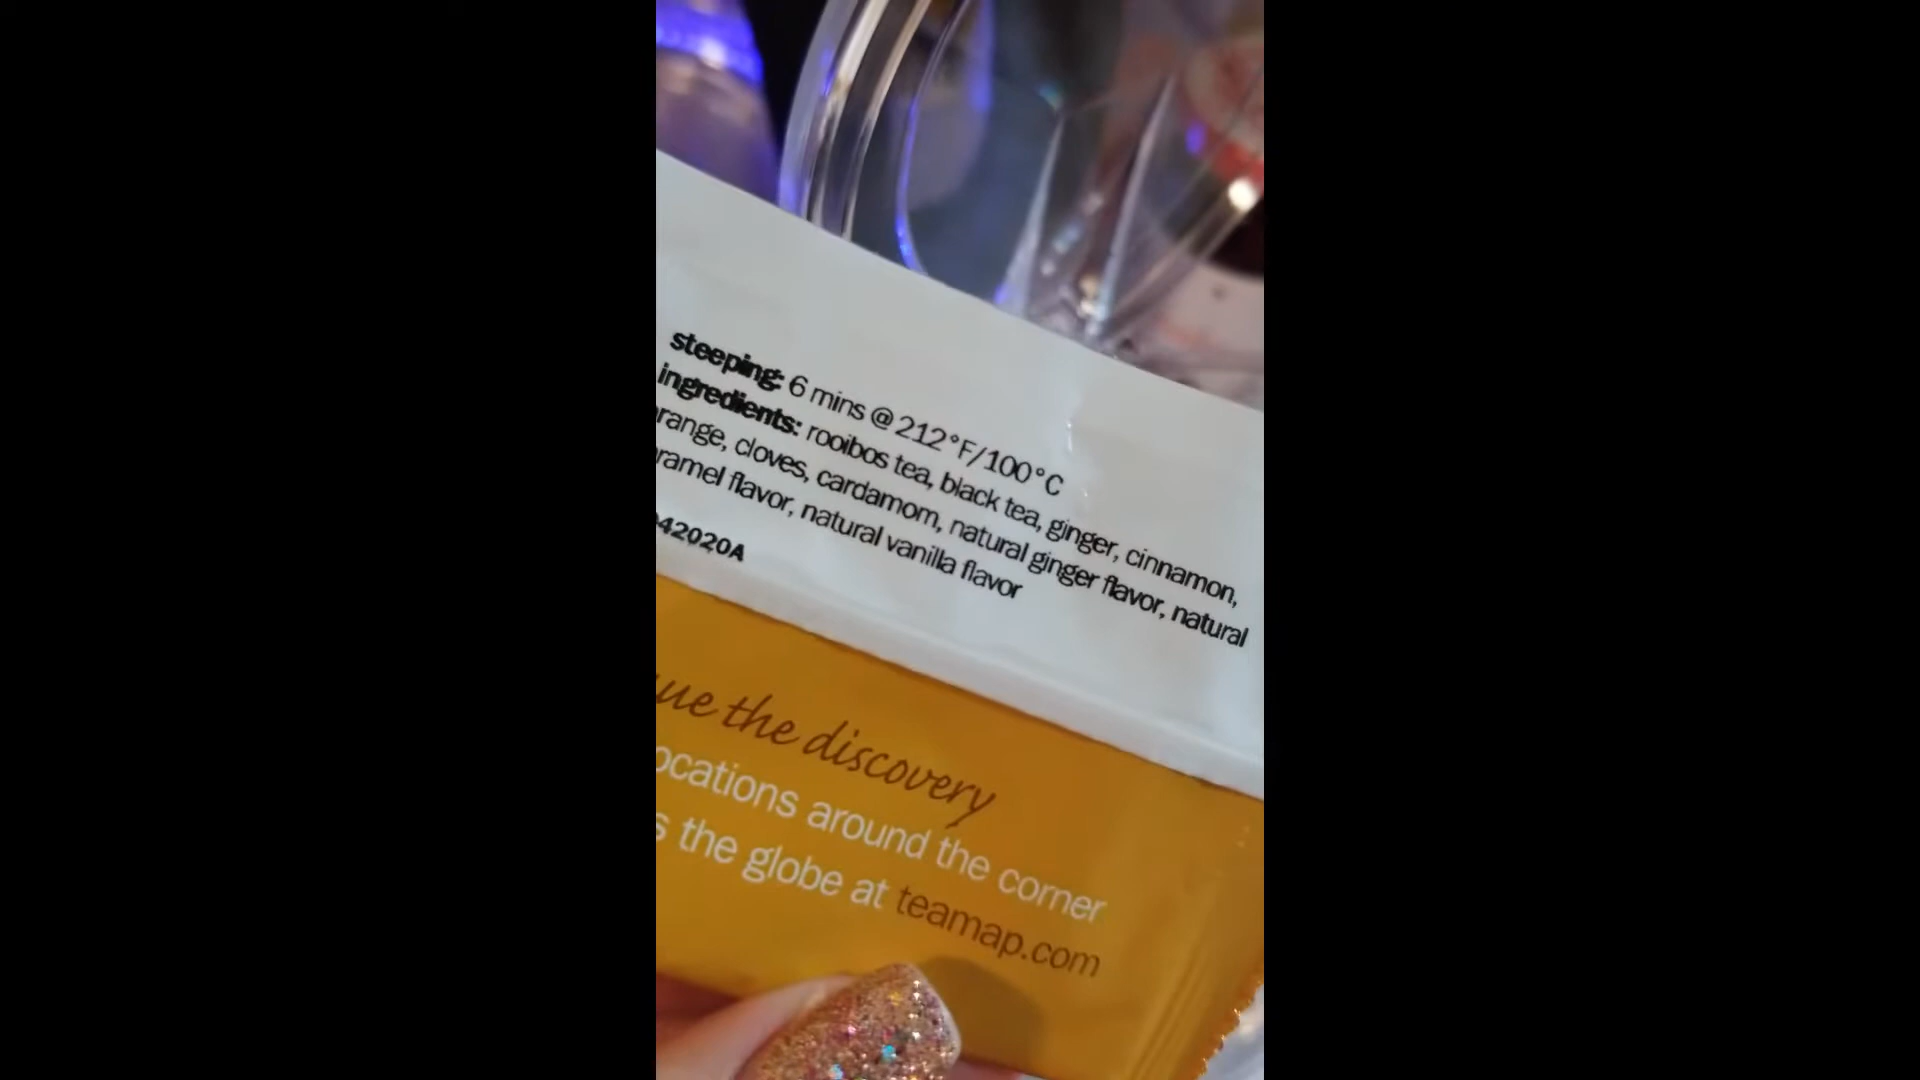 steeping: 6 mins @ 212°F/100°C
ingredients: rooibos tea, black tea, ginger, cinnamon,
range, cloves, cardamom, natural ginger flavor, natural
ramel flavor, natural vanilla flavor
42020A
ue the discovery
ocations around the corner
s the globe at teamap.com